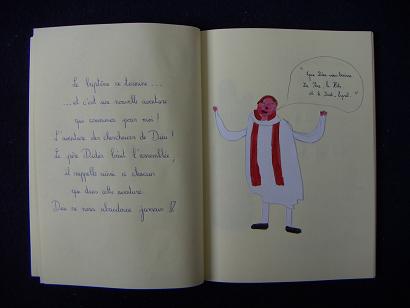 Le baptême se termine...
...et c'est une nouvelle aventure
qui commence pour moi !
L'aventure des chercheurs de Dieu !
Le père Didier bénit l'assemblée,
il rappelle ainsi à chacun
que dans cette aventure
Dieu ne nous abandonne jamais !
"Que Dieu vous bénisse
Le Père, le Fils
et le Saint-Esprit."